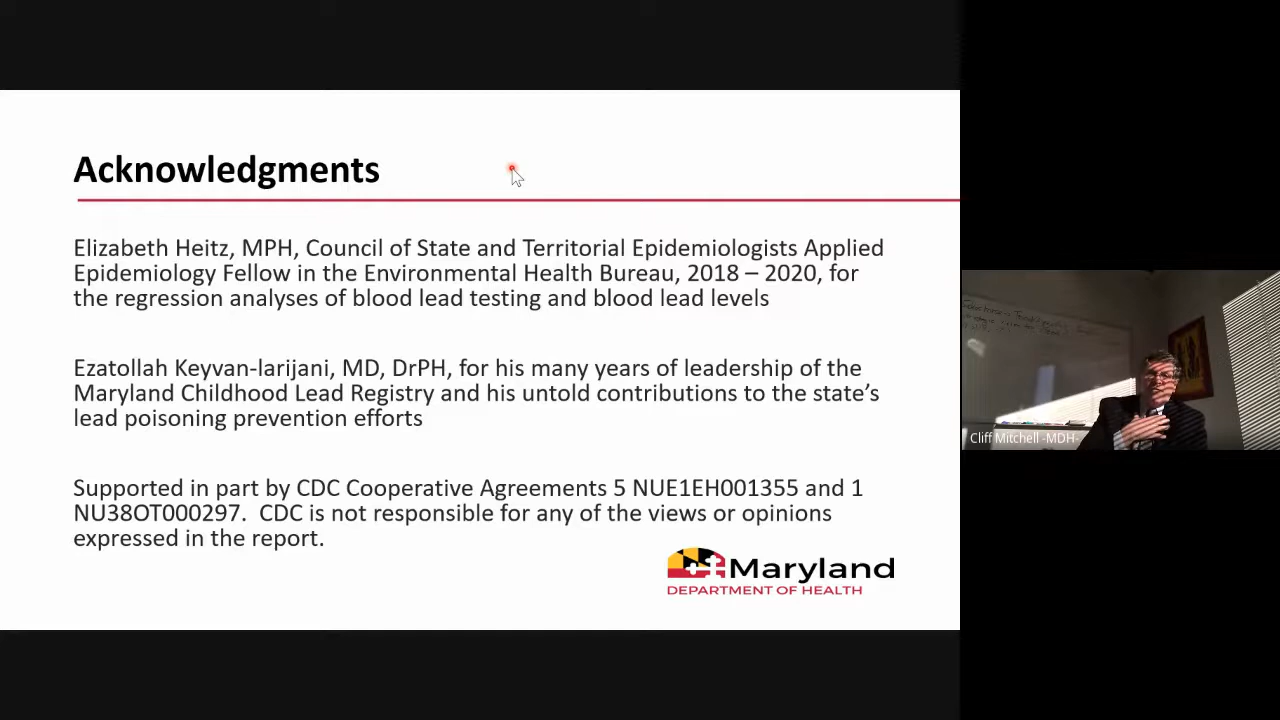 Acknowledgments
Elizabeth Heitz, MPH, Council of State and Territorial Epidemiologists Applied
Epidemiology Fellow in the Environmental Health Bureau, 2018 – 2020, for
the regression analyses of blood lead testing and blood lead levels
Ezatollah Keyvan-larijani, MD, DrPH, for his many years of leadership of the
Maryland Childhood Lead Registry and his untold contributions to the state’s
lead poisoning prevention efforts
Supported in part by CDC Cooperative Agreements 5 NUE1EH001355 and 1
NU38OT000297.  CDC is not responsible for any of the views or opinions
expressed in the report.
Maryland
DEPARTMENT OF HEALTH
Cliff Mitchell -MDH-